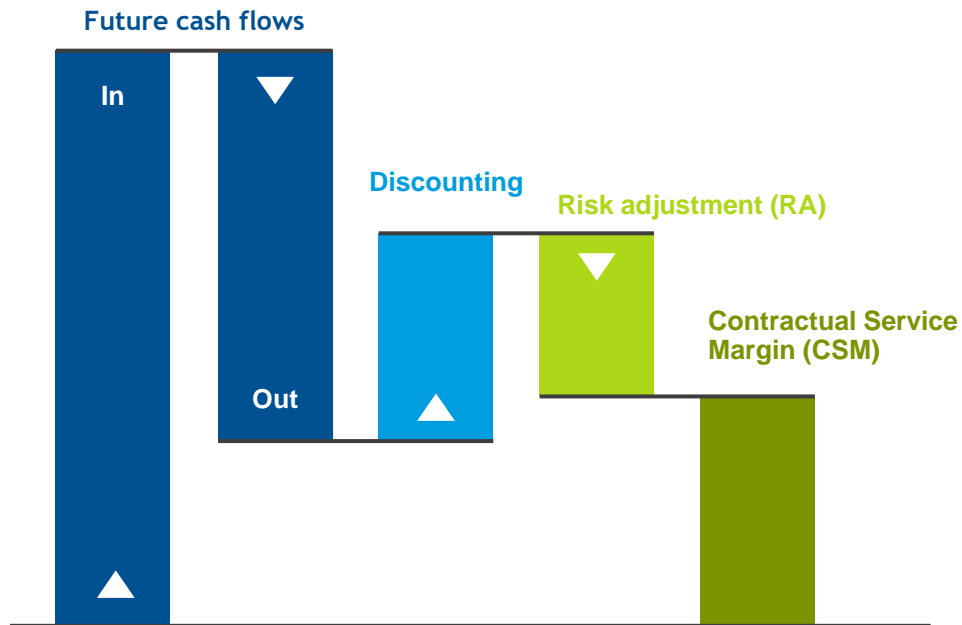 Future cash flows
In
Discounting
Risk adjustment (RA)
Contractual Service
Margin (CSM)
Out